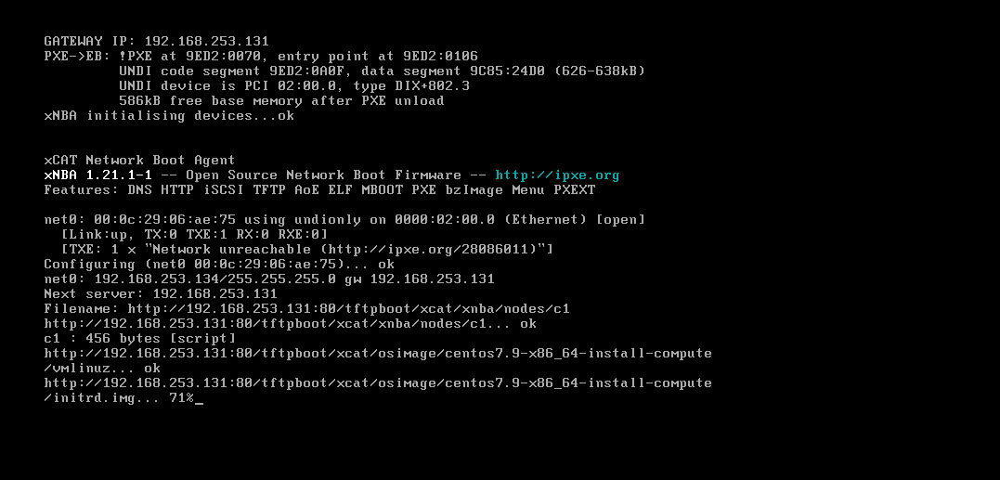 GATEWAY IP: 192.168.253.131
PXE->EB: !PXE at 9ED2:0070, entry point at 9ED2:0106
UNDI code segment 9ED2:0A0F, data segment 9C85:24D0 (626-638kB)
UNDI device is PCI 02:00.0, type DIX+802.3
586kB free base memory after PXE unload
xNBA initialising devices...ok
xCAT Network Boot Agent
xNBA 1.21.1-1 -- Open Source Network Boot Firmware -- http://ipxe.org
Features: DNS HTTP iSCSI TFTP AoE ELF MBOOT PXE bzImage Menu PXEXT
net0: 00:0c:29:06:ae:75 using undionly on 0000:02:00.0 (Ethernet) [open]
[Link:up, TX:0 TXE:1 RX:0 RXE:0]
[TXE: 1 x "Network unreachable (http://ipxe.org/28086011)"]
Configuring (net0 00:0c:29:06:ae:75)... ok
net0: 192.168.253.134/255.255.255.0 gw 192.168.253.131
Next server: 192.168.253.131
Filename: http://192.168.253.131:80/tftpboot/xcat/xnba/nodes/c1
http://192.168.253.131:80/tftpboot/xcat/xnba/nodes/c1... ok
c1 : 456 bytes [script]
http://192.168.253.131:80/tftpboot/xcat/osimage/centos7.9-x86_64-install-compute
/vmlinuz... ok
http://192.168.253.131:80/tftpboot/xcat/osimage/centos7.9-x86_64-install-compute
/initrd.img... 71%_